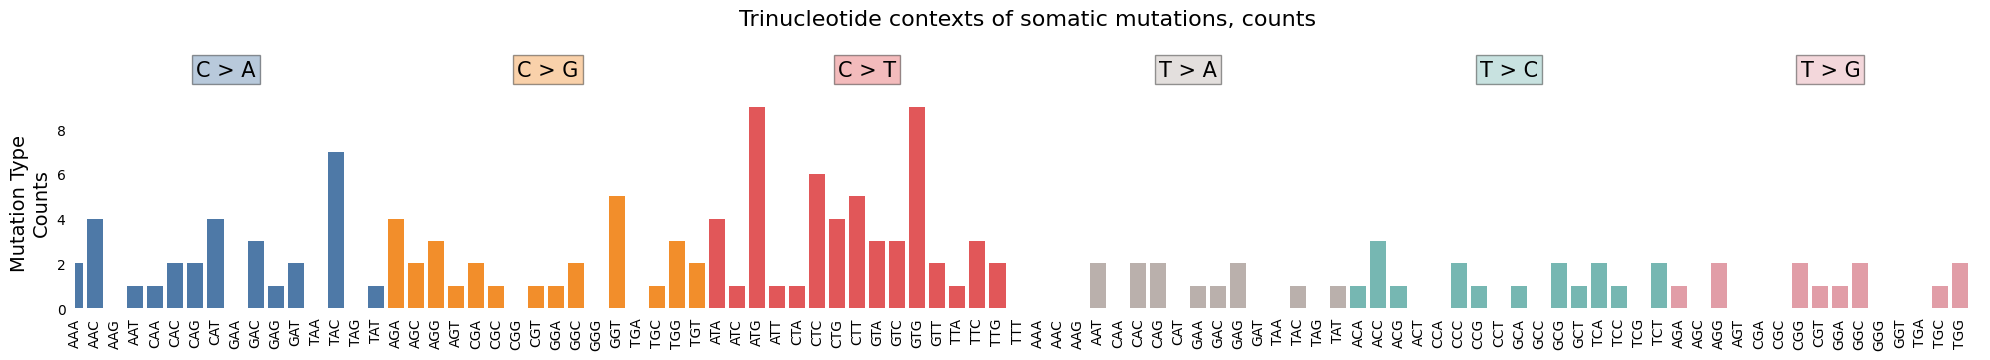 Trinucleotide contexts of somatic mutations, counts
C > A
C > G
C > T
T > A
T > C
T > G
Mutation Type
Counts
8
6
4
2
0
AAA
AAC
AAG
AAT
CAA
CAC
CAG
CAT
GAA
GAC
GAG
GAT
TAA
TAC
TAG
TAT
AGA
AGC
AGG
AGT
CGA
CGC
CGG
CGT
GGA
GGC
GGG
GGT
TGA
TGC
TGG
TGT
ATA
ATC
ATG
ATT
CTA
CTC
CTG
CTT
GTA
GTC
GTG
GTT
TTA
TTC
TTG
TTT
AAA
AAC
AAG
AAT
CAA
CAC
CAG
CAT
GAA
GAC
GAG
GAT
TAA
TAC
TAG
TAT
ACA
ACC
ACG
ACT
CCA
CCC
CCG
CCT
GCA
GCC
GCG
GCT
TCA
TCC
TCG
TCT
AGA
AGC
AGG
AGT
CGA
CGC
CGG
CGT
GGA
GGC
GGG
GGT
TGA
TGC
TGG